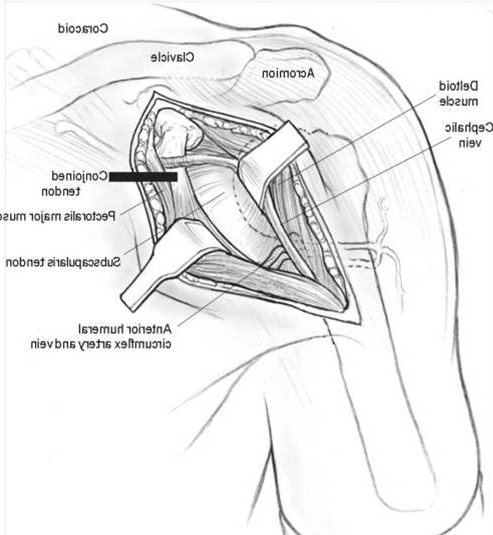 Coracoid
Clavicle
Acromion
Deltoid
muscle
Cephalic
vein
Conjoined
tendon
Pectoralis major musc
Subscapularis tendon
Anterior humeral
circumflex artery and vein